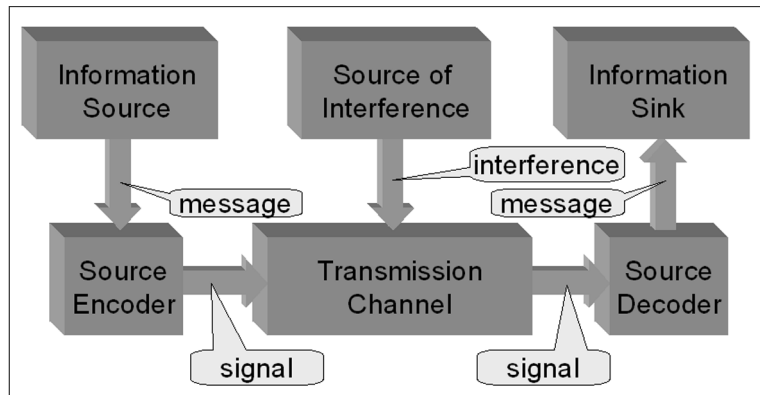 Information
Source
Source of
Interference
Information
Sink
interference
message
message
Source
Encoder
Transmission
Channel
Source
Decoder
signal
signal